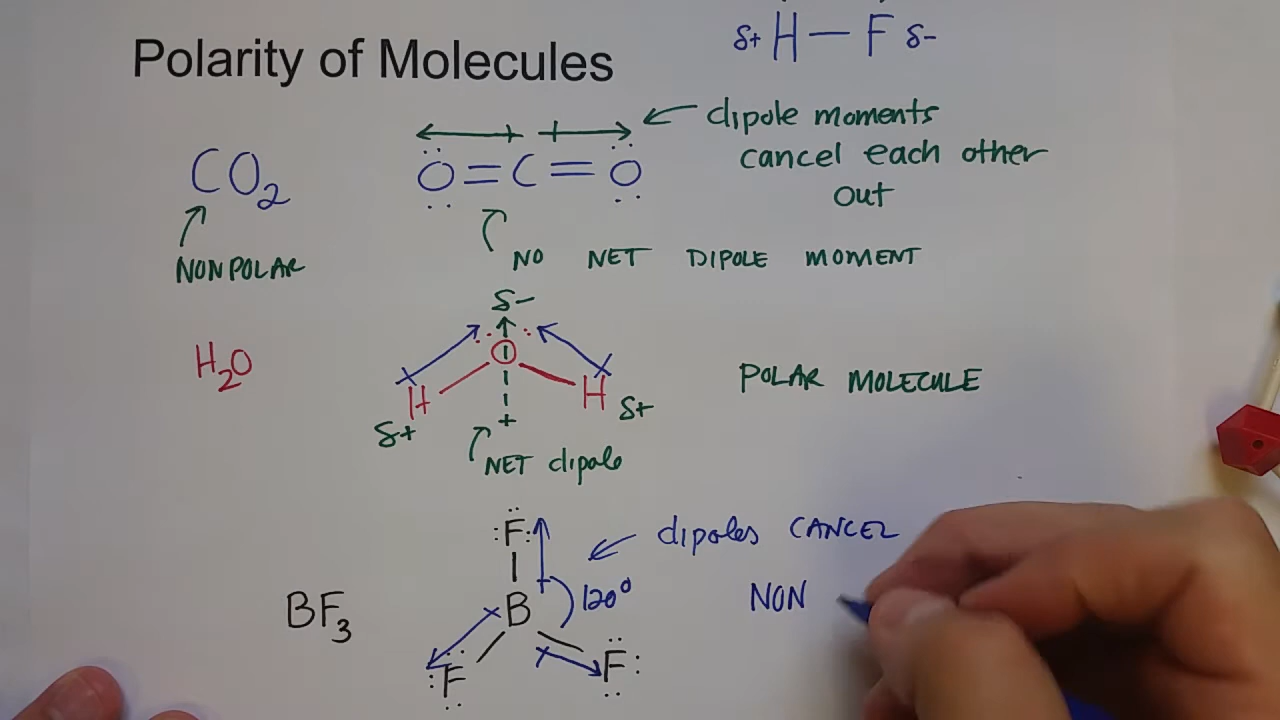 Polarity of Molecules
δ+ H — F δ-
dipole moments
cancel each other
out
CO₂
O=C=O
NONPOLAR
NO NET DIPOLE MOMENT
δ-
H₂O
O
H H
δ+ δ+
POLAR MOLECULE
NET dipole
F
dipoles CANCEL
BF₃
B
120°
NON
F F